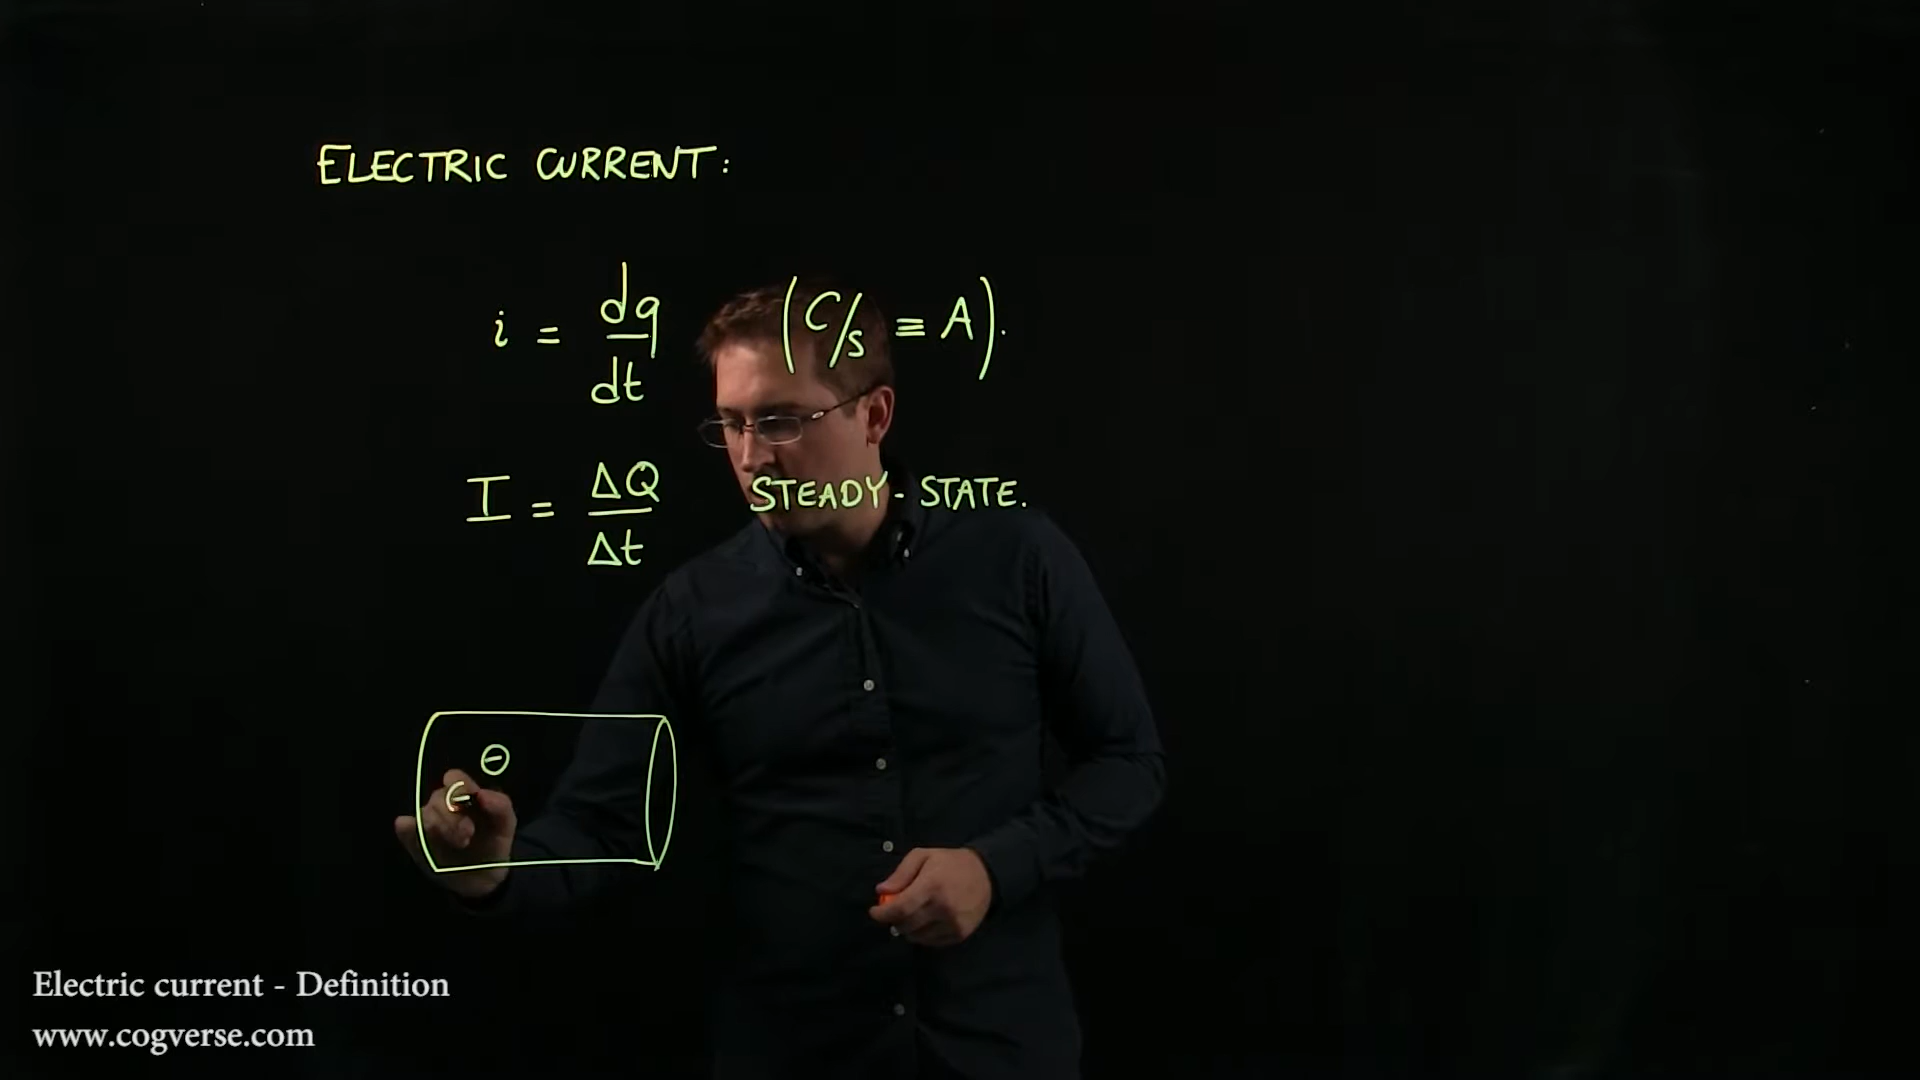 ELECTRIC CURRENT:
i = dq/dt (C/s ≡ A).
I = ΔQ/Δt STEADY-STATE.
Electric current - Definition
www.cogverse.com